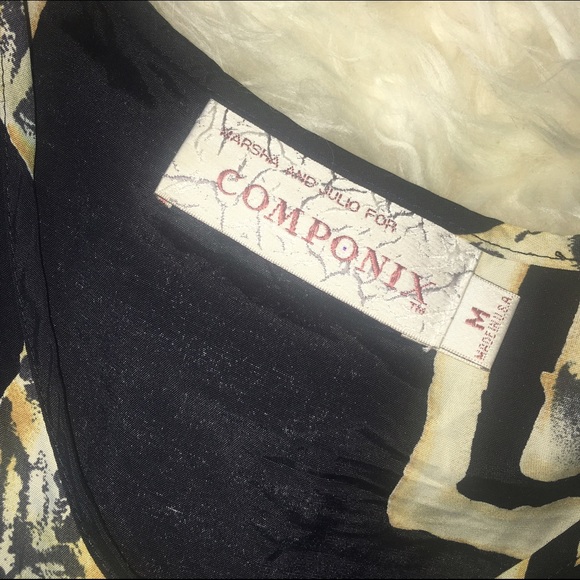 MARSHA AND JULIO FOR
COMPONIX
TM
M
MADE IN U.S.A.